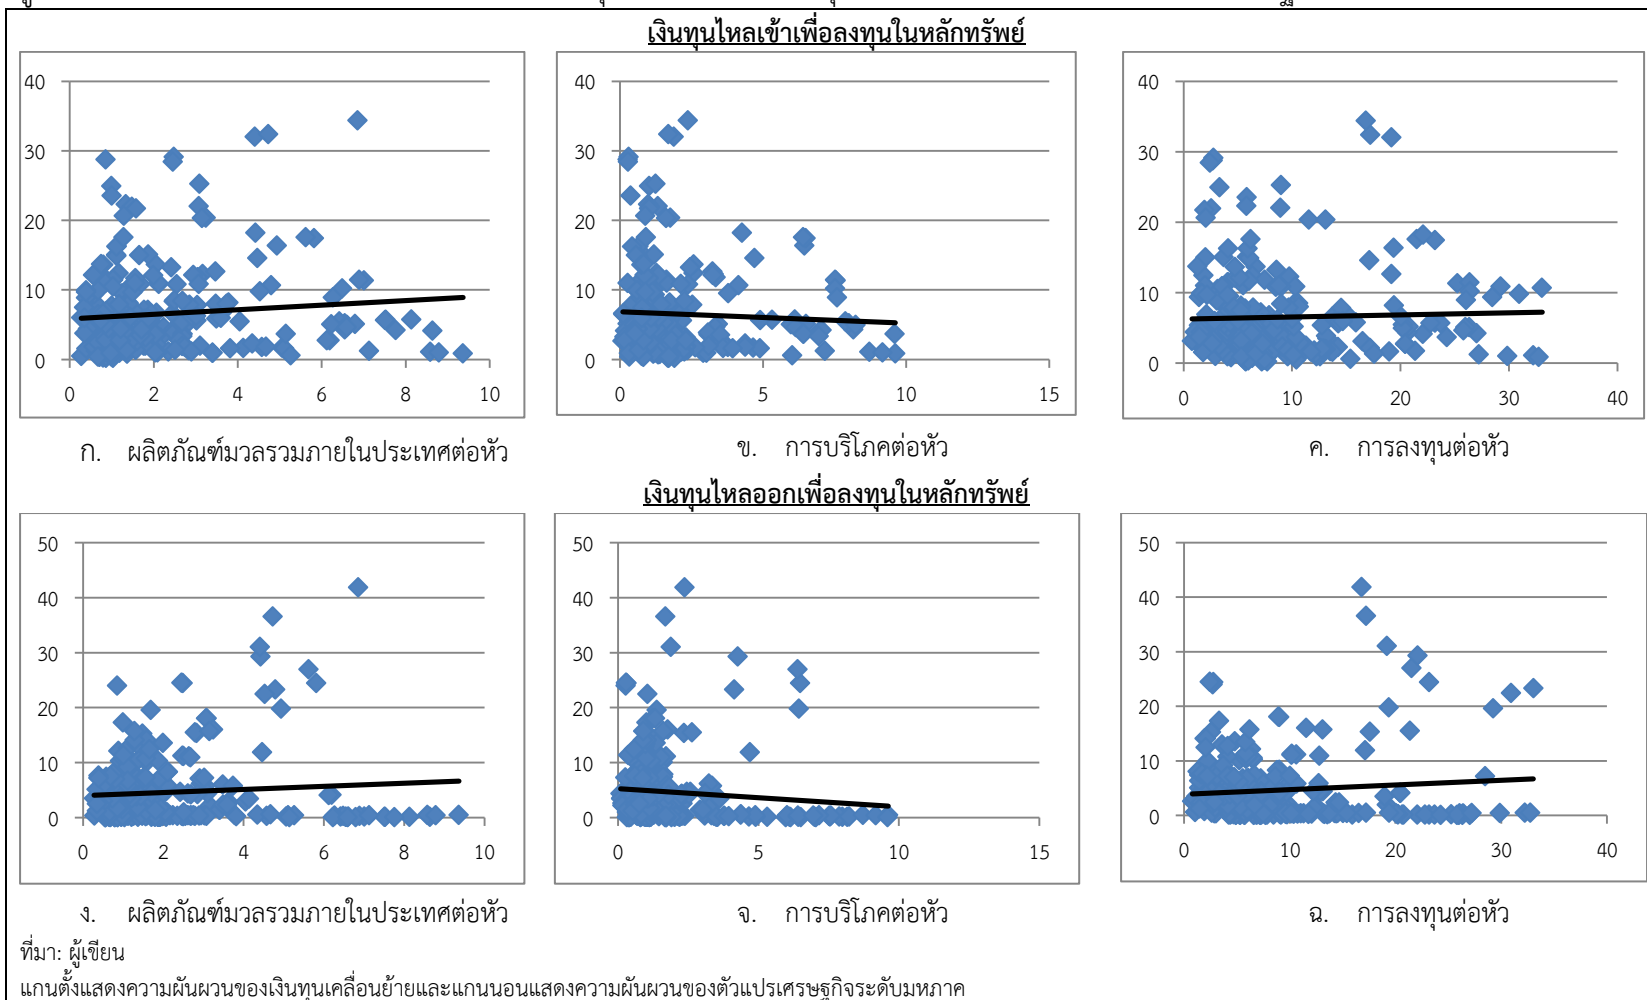 เงินทุนไหลเข้าเพื่อลงทุนในหลักทรัพย์
40
30
20
10
0
0 2 4 6 8 10
40
30
20
10
0
0 5 10 15
40
30
20
10
0
0 10 20 30 40
ก. ผลิตภัณฑ์มวลรวมภายในประเทศต่อหัว
ข. การบริโภคต่อหัว
ค. การลงทุนต่อหัว
เงินทุนไหลออกเพื่อลงทุนในหลักทรัพย์
50
40
30
20
10
0
0 2 4 6 8 10
50
40
30
20
10
0
0 5 10 15
50
40
30
20
10
0
0 10 20 30 40
ง. ผลิตภัณฑ์มวลรวมภายในประเทศต่อหัว
จ. การบริโภคต่อหัว
ฉ. การลงทุนต่อหัว
ที่มา: ผู้เขียน
แกนตั้งแสดงความผันผวนของเงินทุนเคลื่อนย้ายและแกนนอนแสดงความผันผวนของตัวแปรเศรษฐกิจระดับมหภาค